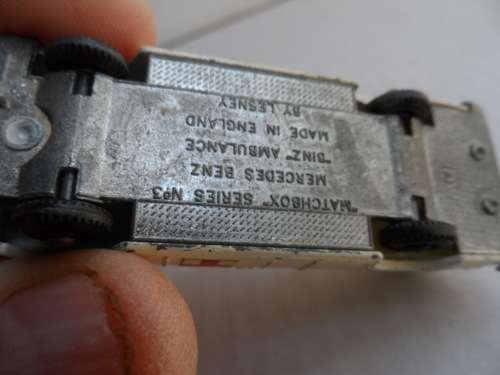 "MATCHBOX" SERIES Nº3
MERCEDES BENZ
"BINZ" AMBULANCE
MADE IN ENGLAND
BY LESNEY